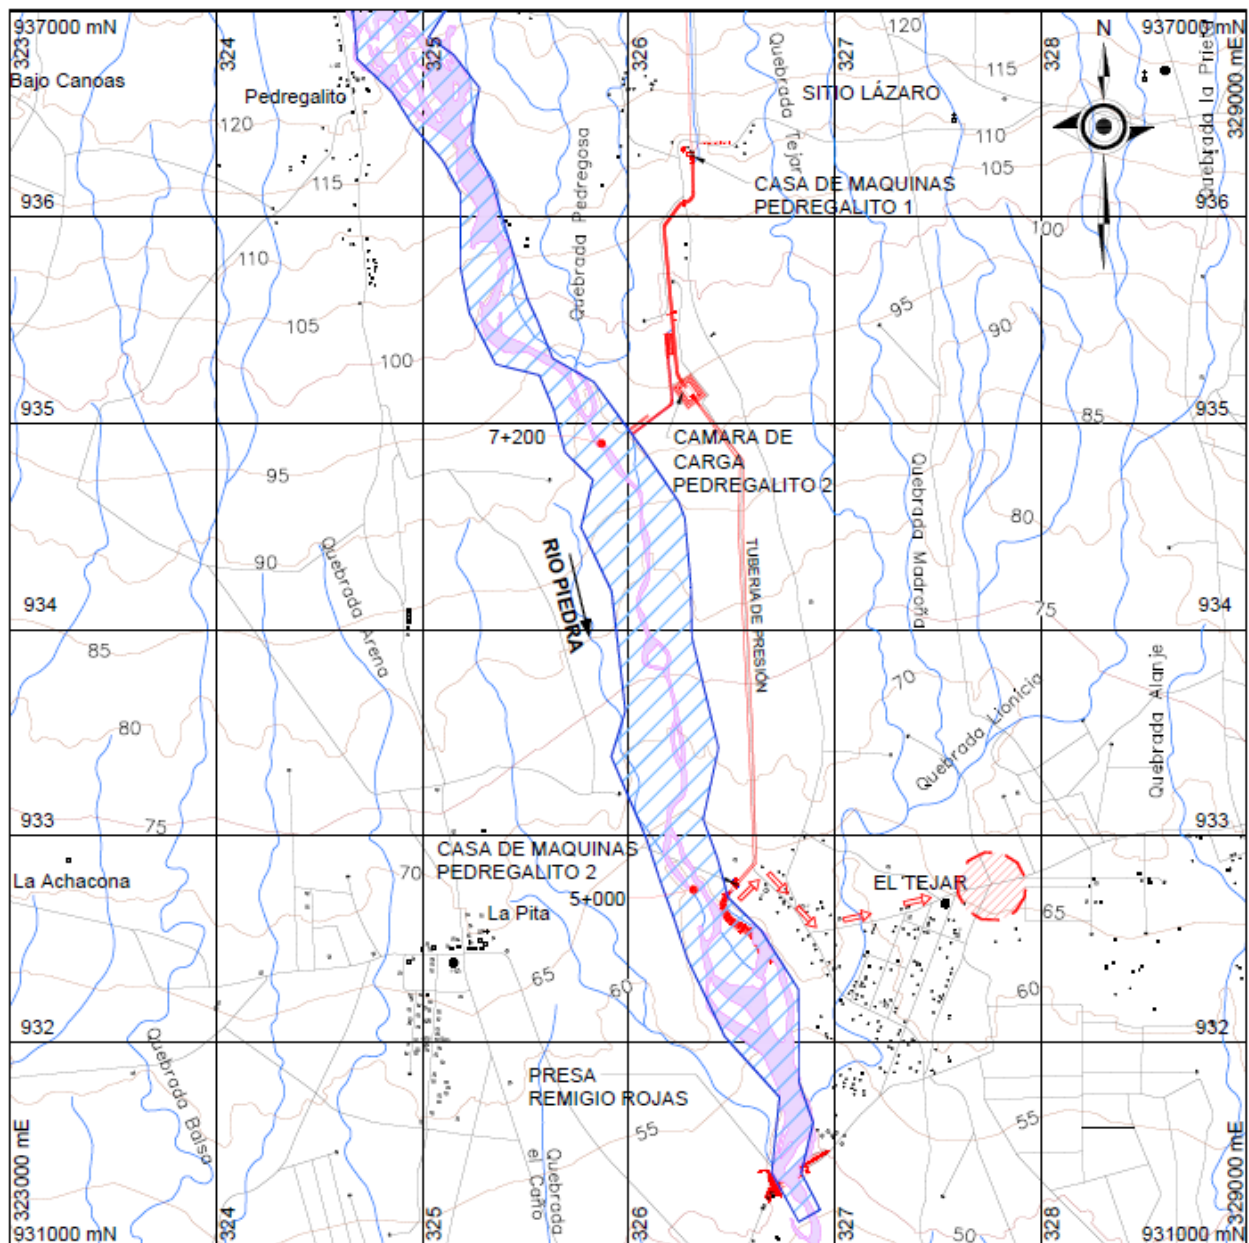 937000 mN
323
324
325
326
327
328
937000 mN
329000 mE
N
Bajo Canoas
Pedregalito
120
115
110
105
100
Quebrada Pedregosa
Quebrada Tejar
120
115
SITIO LÁZARO
110
105
Quebrada la Prieta
CASA DE MAQUINAS
PEDREGALITO 1
936
936
100
95
90
935
935
85
7+200
CAMARA DE
CARGA
PEDREGALITO 2
95
90
Quebrada Arena
RIO PIEDRA
TUBERIA DE PRESIÓN
Quebrada Madroña
80
934
934
75
85
80
70
Quebrada Lionicia
Quebrada Alanje
933
933
75
La Achacona
70
CASA DE MAQUINAS
PEDREGALITO 2
5+000
La Pita
EL TEJAR
65
65
60
60
932
932
Quebrada Balsa
PRESA
REMIGIO ROJAS
55
55
Quebrada
el Caño
50
323000 mE
324
325
326
327
328
329000 mE
931000 mN
931000 mN